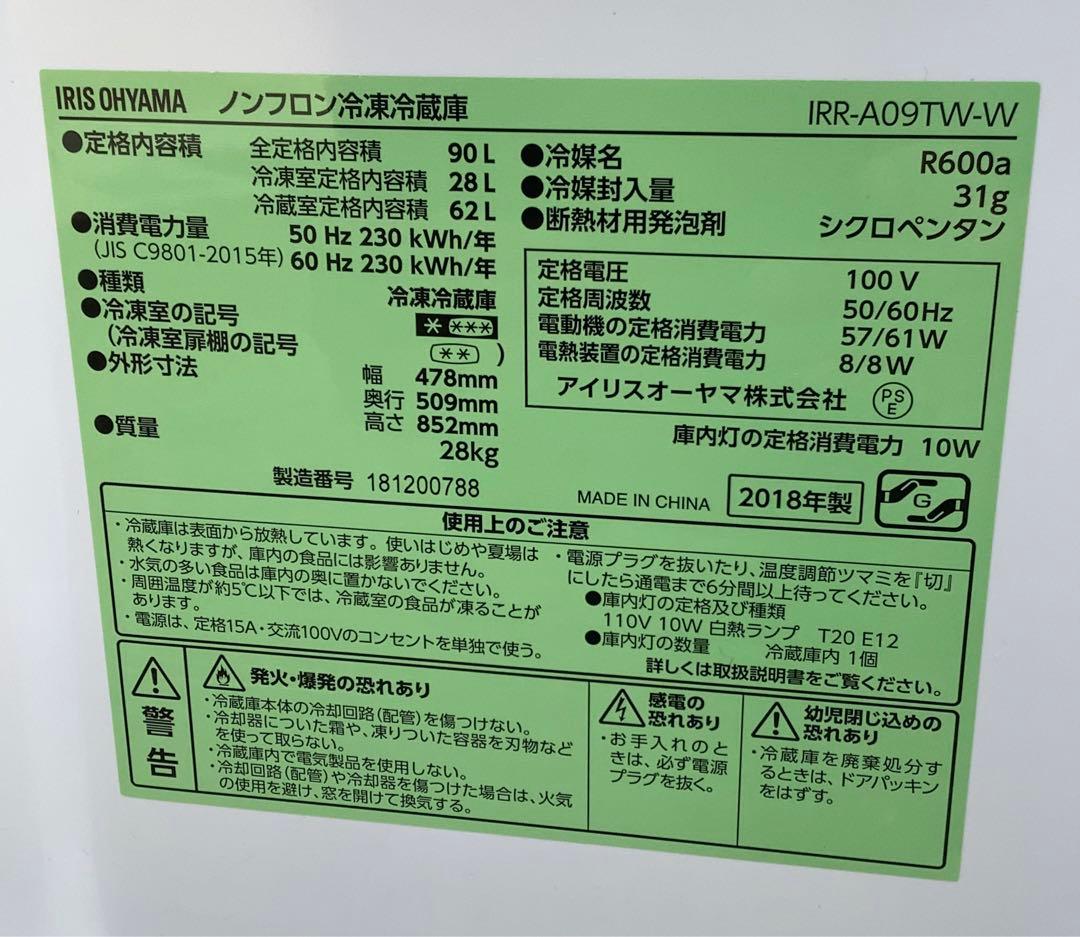 IRIS OHYAMA ノンフロン冷凍冷蔵庫 IRR-A09TW-W
●定格内容積 全定格内容積 90 L
冷凍室定格内容積 28 L
冷蔵室定格内容積 62 L
●消費電力量 50 Hz 230 kWh/年
(JIS C9801-2015年) 60 Hz 230 kWh/年
●種類 冷凍冷蔵庫
●冷凍室の記号 * ***
(冷凍室扉棚の記号 ** )
●外形寸法 幅 478mm
奥行 509mm
高さ 852mm
●質量 28kg
製造番号 181200788
●冷媒名 R600a
●冷媒封入量 31g
●断熱材用発泡剤 シクロペンタン
定格電圧 100 V
定格周波数 50/60Hz
電動機の定格消費電力 57/61W
電熱装置の定格消費電力 8/8W
アイリスオーヤマ株式会社 PSE
庫内灯の定格消費電力 10W
MADE IN CHINA 2018年製 G
使用上のご注意
・冷蔵庫は表面から放熱しています。使いはじめや夏場は
熱くなりますが、庫内の食品には影響ありません。
・水気の多い食品は庫内の奥に置かないでください。
・周囲温度が約5℃以下では、冷蔵室の食品が凍ることが
あります。
・電源は、定格15A・交流100Vのコンセントを単独で使う。
・電源プラグを抜いたり、温度調節ツマミを『切』
にしたら通電まで6分間以上待ってください。
●庫内灯の定格及び種類
110V 10W 白熱ランプ T20 E12
●庫内灯の数量 冷蔵庫内 1個
詳しくは取扱説明書をご覧ください。
警告
発火・爆発の恐れあり
・冷蔵庫本体の冷却回路(配管)を傷つけない。
・冷却器についた霜や、凍りついた容器を刃物など
を使って取らない。
・冷蔵庫内で電気製品を使用しない。
・冷却回路(配管)や冷却器を傷つけた場合は、火気
の使用を避け、窓を開けて換気する。
感電の
恐れあり
・お手入れのと
きは、必ず電源
プラグを抜く。
幼児閉じ込めの
恐れあり
・冷蔵庫を廃棄処分す
るときは、ドアパッキン
をはずす。